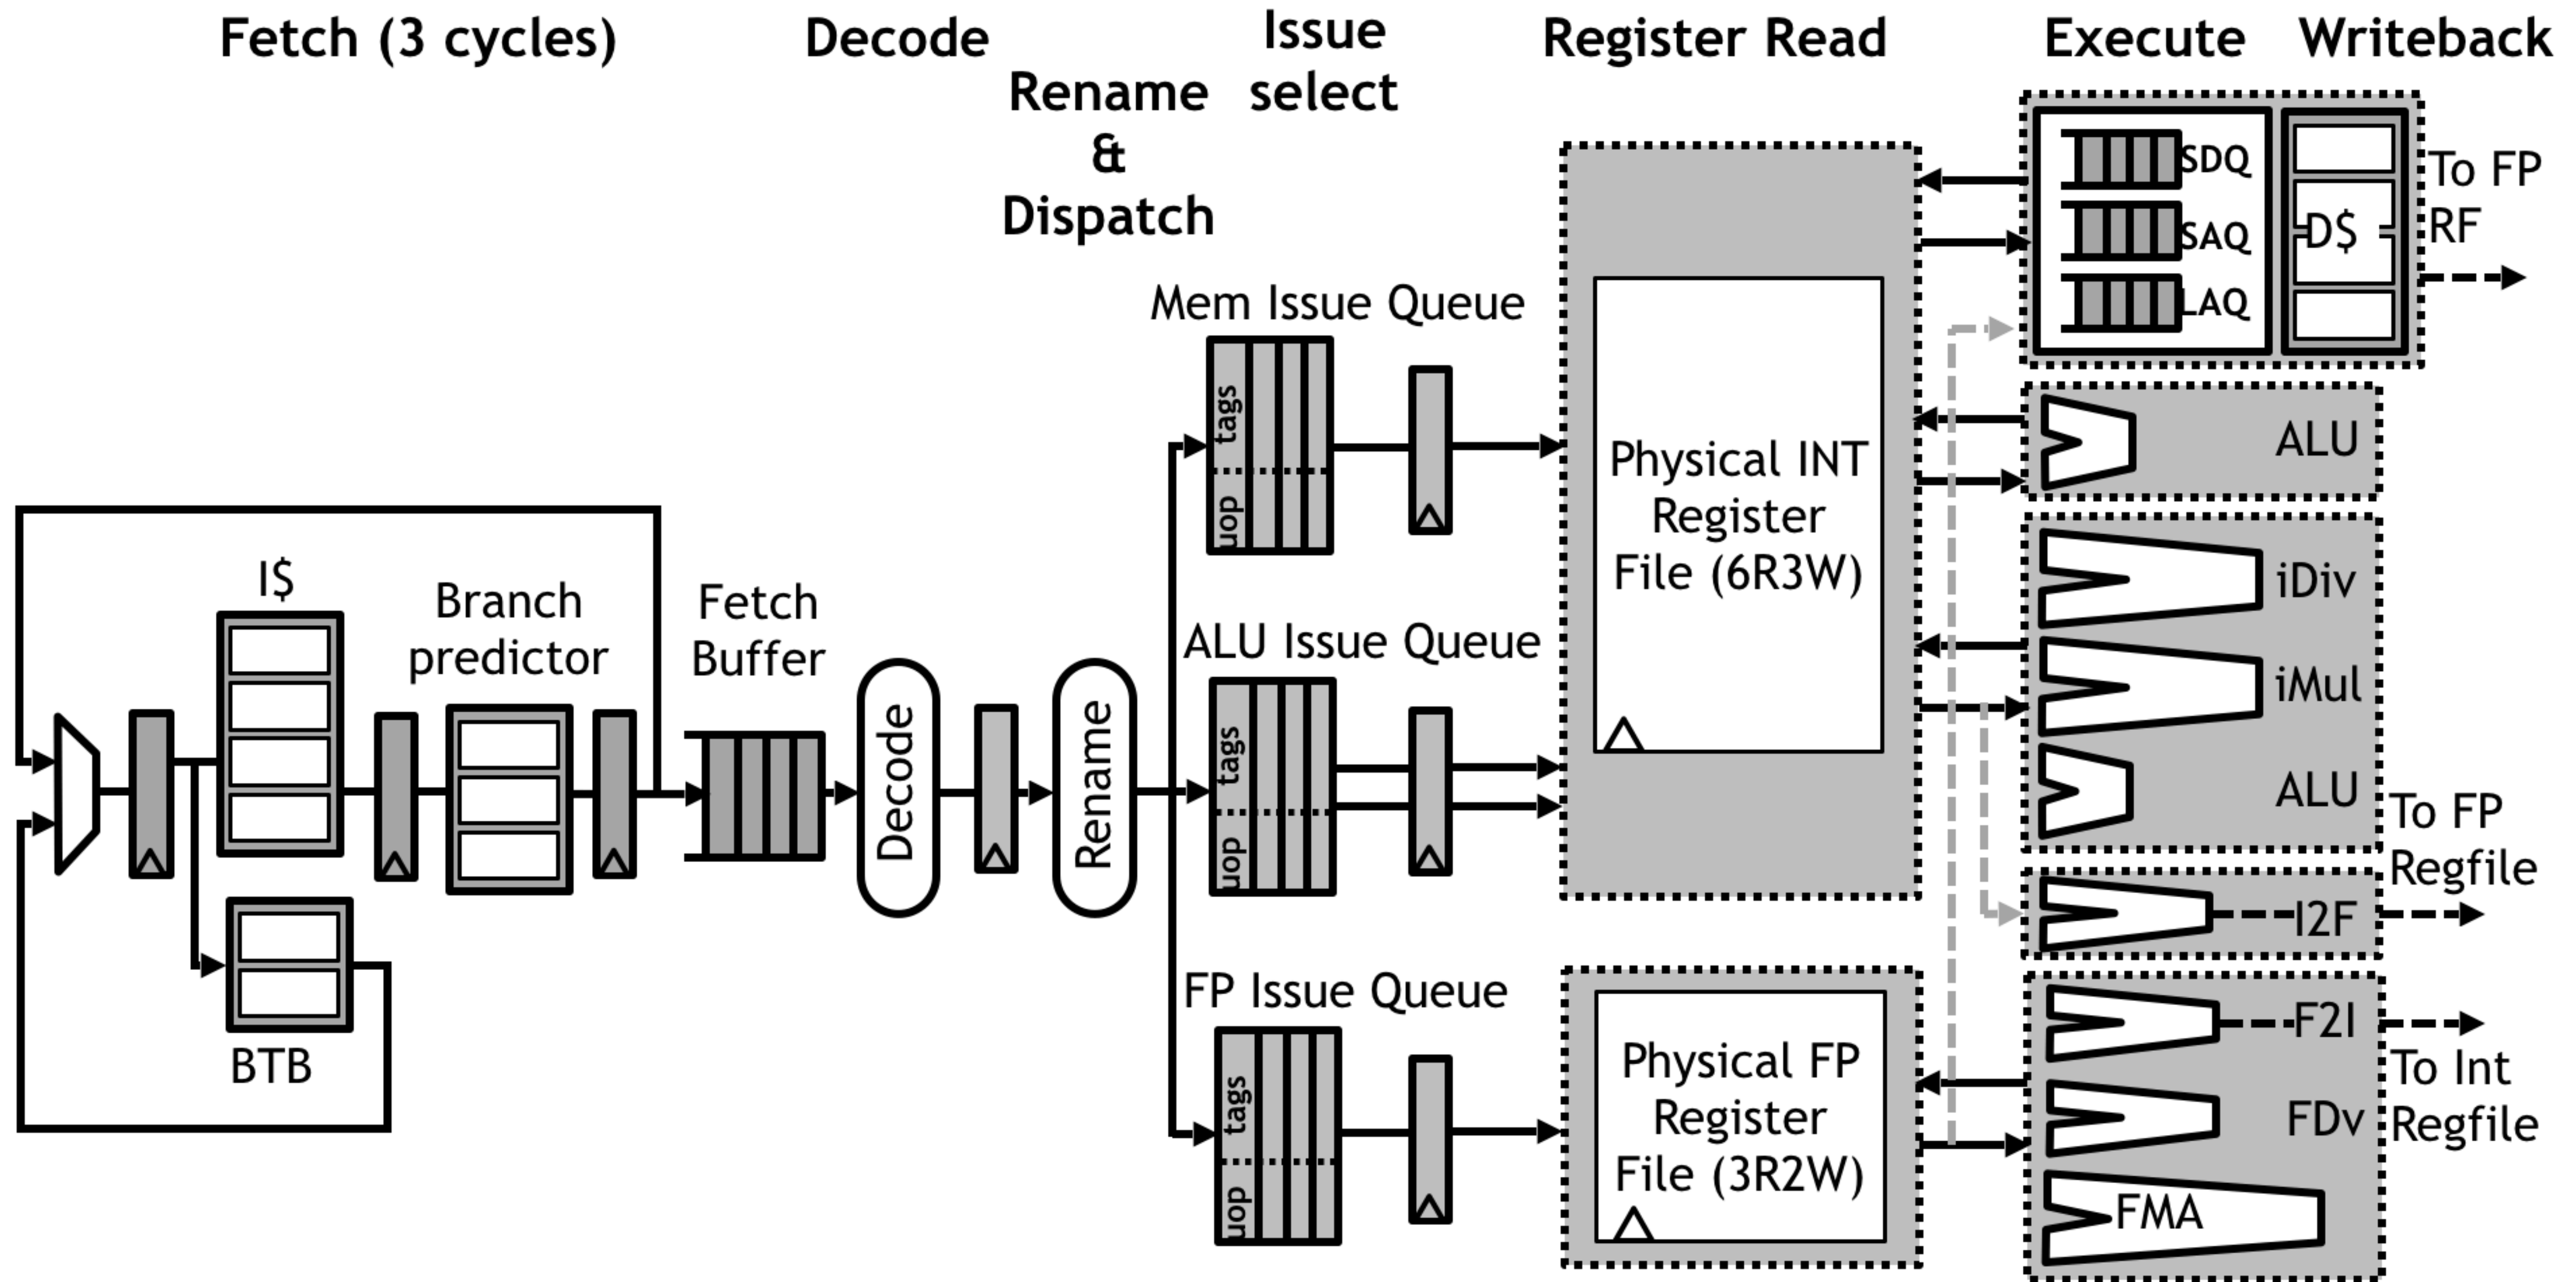 Fetch (3 cycles)
Decode
Rename
&
Dispatch
Issue
select
Register Read
Execute
Writeback
I$
Branch
predictor
BTB
Fetch
Buffer
Decode
Rename
Mem Issue Queue
tags
uop
ALU Issue Queue
tags
uop
FP Issue Queue
tags
uop
Physical INT
Register
File (6R3W)
Physical FP
Register
File (3R2W)
SDQ
SAQ
LAQ
D$
To FP
RF
ALU
iDiv
iMul
ALU
To FP
Regfile
I2F
F2I
To Int
Regfile
FDv
FMA